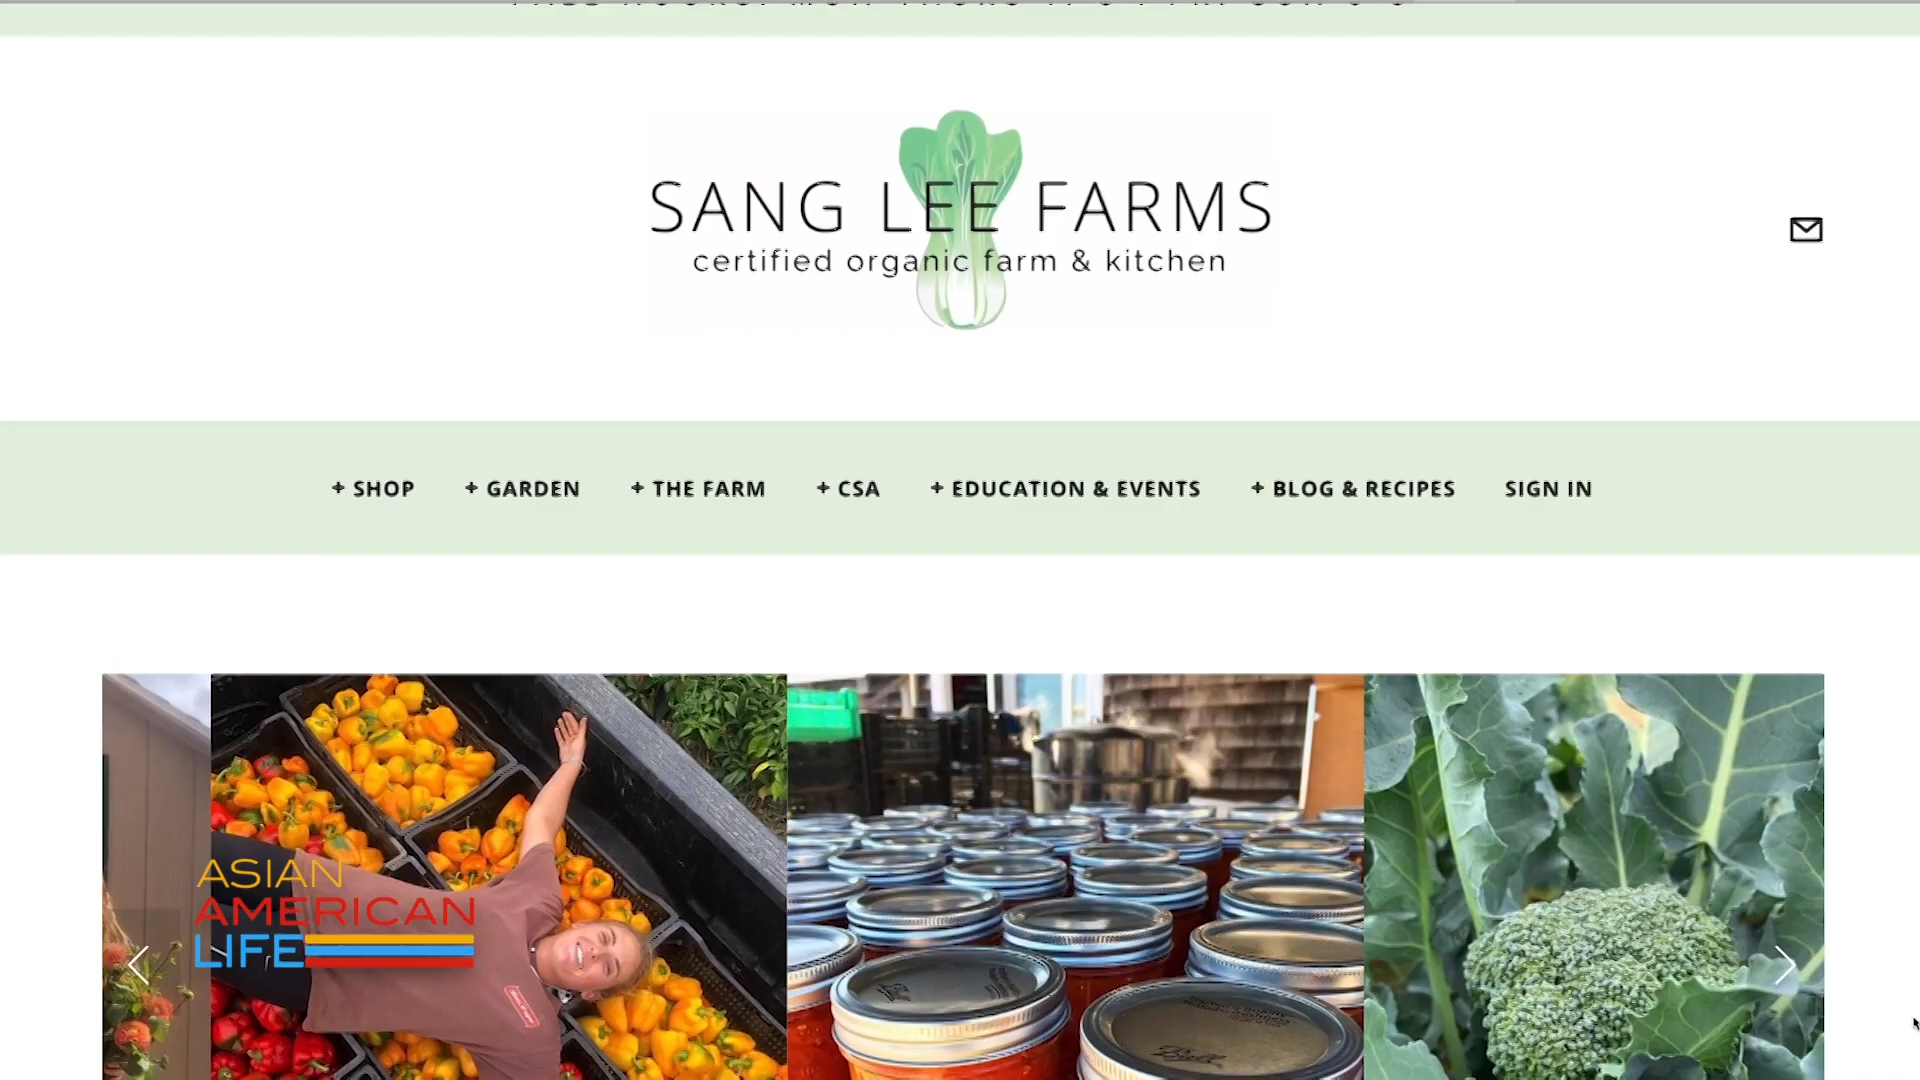 SANG LEE FARMS
certified organic farm & kitchen
+ SHOP + GARDEN + THE FARM + CSA + EDUCATION & EVENTS + BLOG & RECIPES SIGN IN
ASIAN
AMERICAN
LIFE
Ball